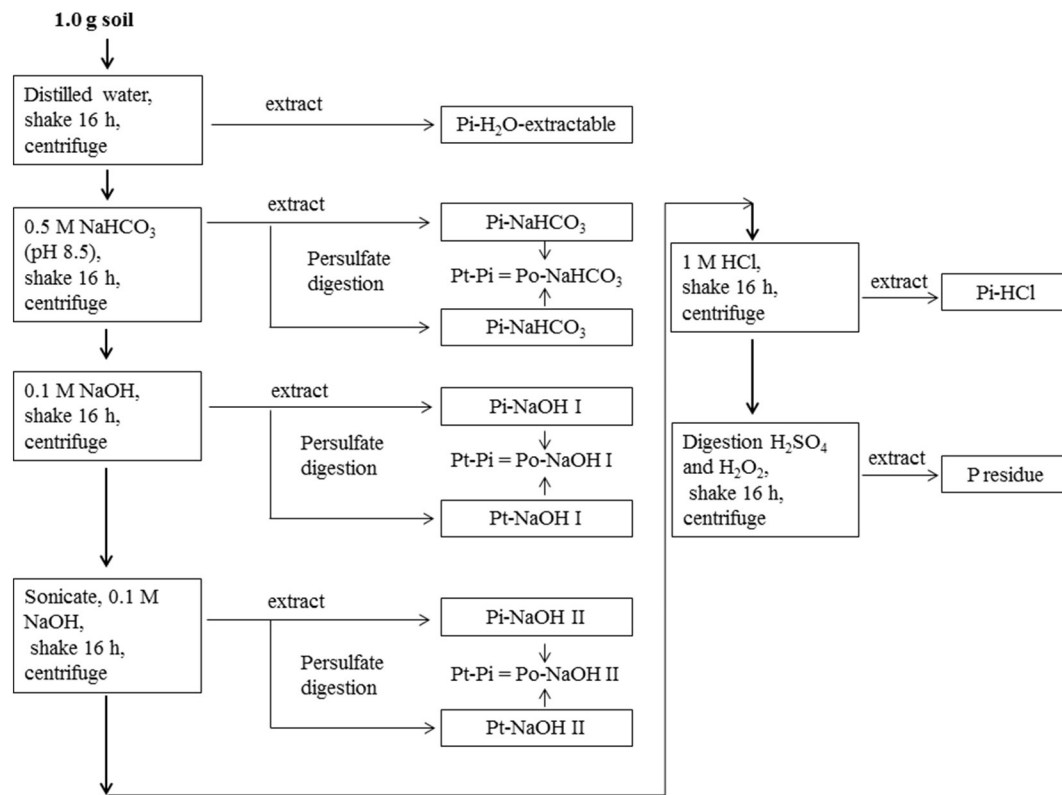 1.0 g soil
Distilled water,
shake 16 h,
centrifuge
extract
Pi-H₂O-extractable
0.5 M NaHCO₃
(pH 8.5),
shake 16 h,
centrifuge
extract
Persulfate
digestion
Pi-NaHCO₃
Pt-Pi = Po-NaHCO₃
Pi-NaHCO₃
0.1 M NaOH,
shake 16 h,
centrifuge
extract
Persulfate
digestion
Pi-NaOH I
Pt-Pi = Po-NaOH I
Pt-NaOH I
Sonicate, 0.1 M
NaOH,
shake 16 h,
centrifuge
extract
Persulfate
digestion
Pi-NaOH II
Pt-Pi = Po-NaOH II
Pt-NaOH II
1 M HCl,
shake 16 h,
centrifuge
extract
Pi-HCl
Digestion H₂SO₄
and H₂O₂,
shake 16 h,
centrifuge
extract
P residue